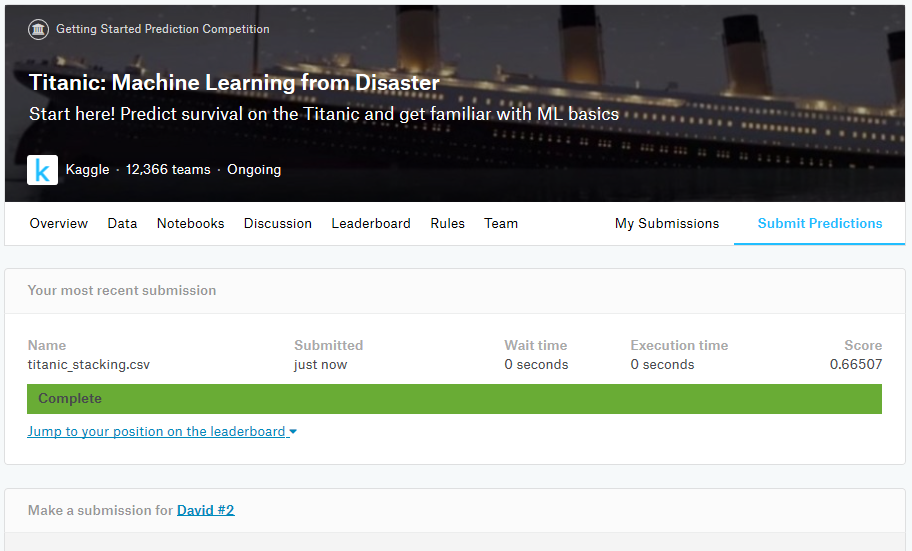 Getting Started Prediction Competition
Titanic: Machine Learning from Disaster
Start here! Predict survival on the Titanic and get familiar with ML basics
k Kaggle · 12,366 teams · Ongoing
Overview Data Notebooks Discussion Leaderboard Rules Team My Submissions Submit Predictions
Your most recent submission
Name Submitted Wait time Execution time Score
titanic_stacking.csv just now 0 seconds 0 seconds 0.66507
Complete
Jump to your position on the leaderboard
Make a submission for David #2